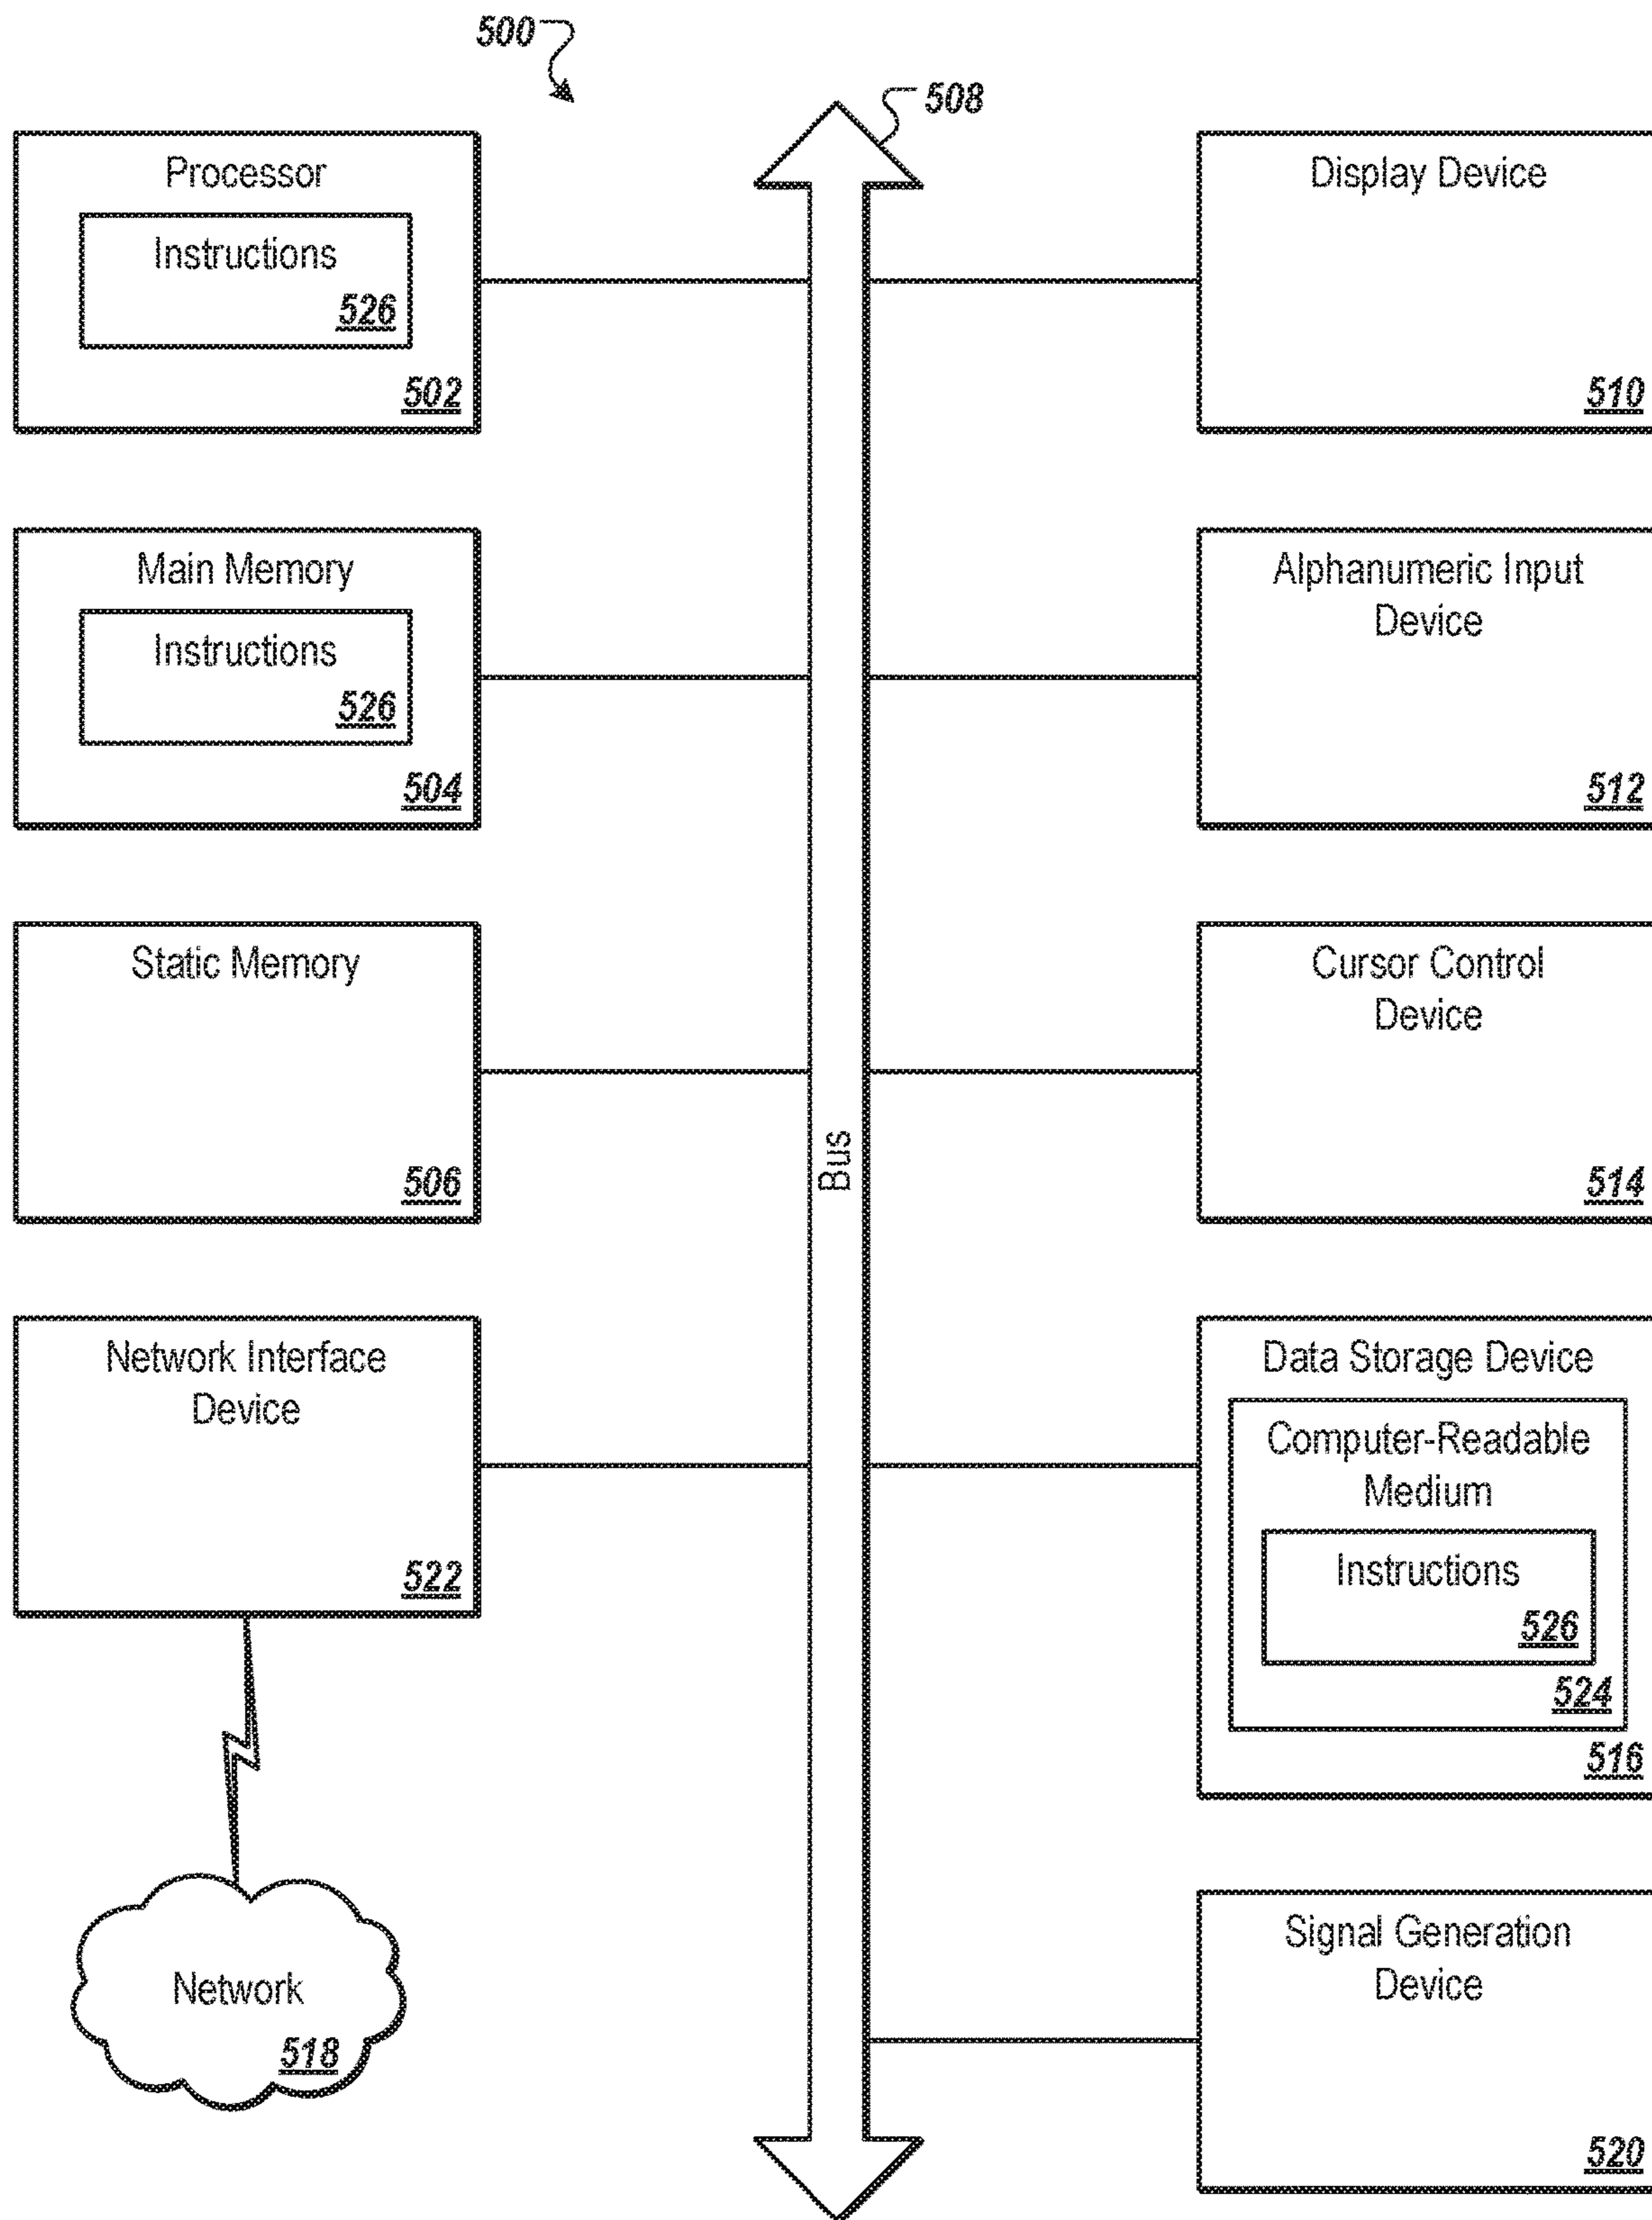 500
508
Processor
Instructions
526
502
Display Device
510
Main Memory
Instructions
526
504
Alphanumeric Input
Device
512
Static Memory
506
Cursor Control
Device
514
Bus
Network Interface
Device
522
Data Storage Device
Computer-Readable
Medium
Instructions
526
524
516
Network
518
Signal Generation
Device
520